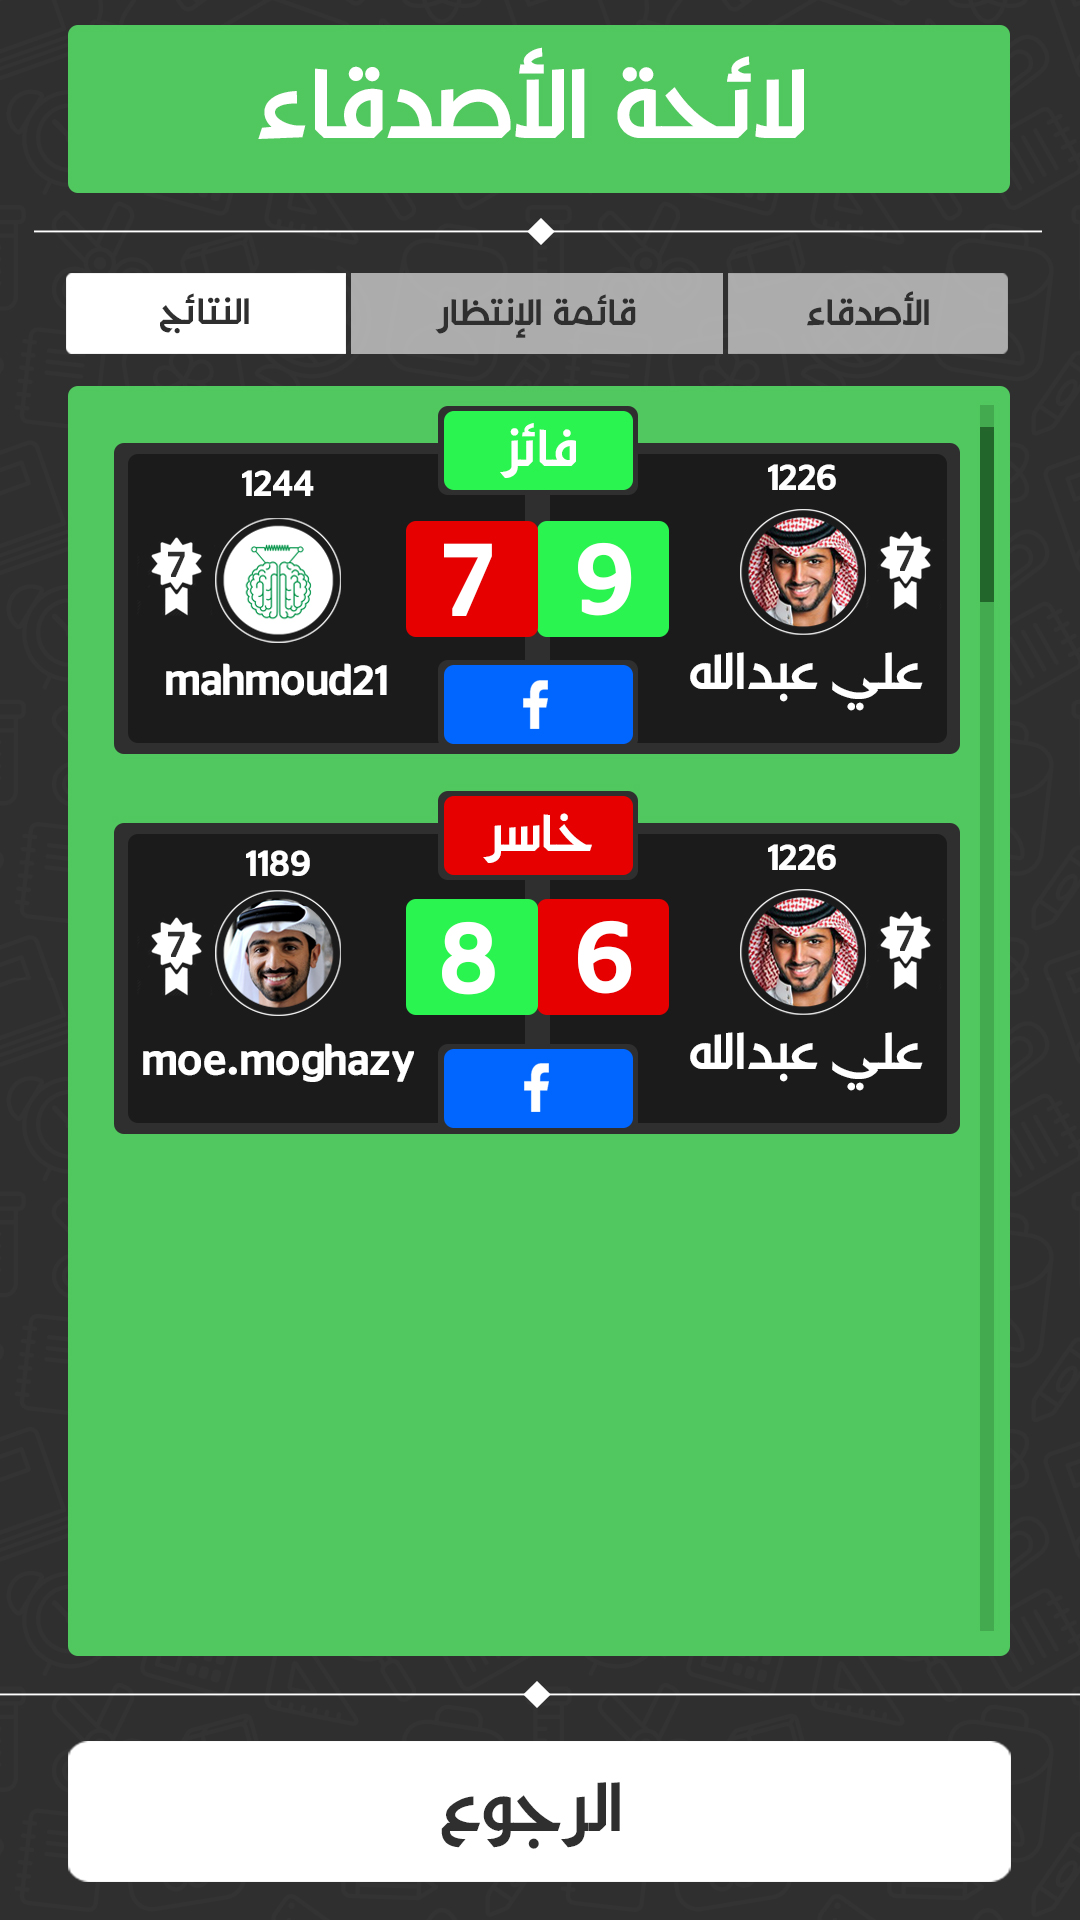 لائحة الأصدقاء
الأصدقاء
قائمة الإنتظار
النتائج
فائز
1226
1244
7
9
7
7
علي عبدالله
mahmoud21
f
خاسر
1226
1189
7
6
8
7
علي عبدالله
moe.moghazy
f
الرجوع